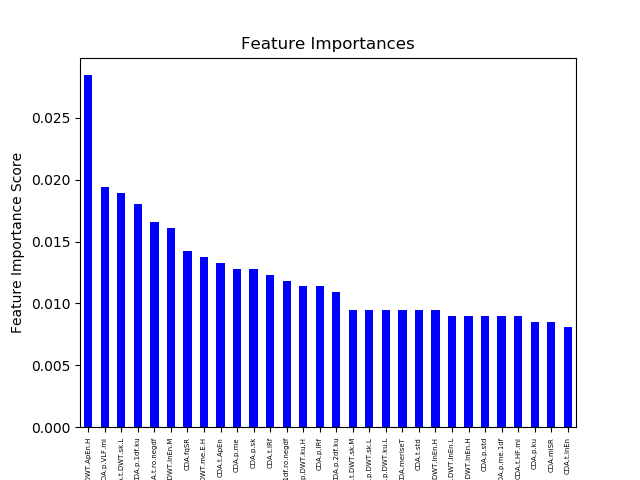 Feature Importances
Feature Importance Score
0.025
0.020
0.015
0.010
0.005
0.000
DWT.ApEn.H
DA.p.VLF.mi
.t.DWT.sk.L
DA.p.1df.ku
A.t.ro.negdf
DWT.InEn.M
CDA.fqSR
DWT.me.E.H
CDA.t.ApEn
CDA.p.me
CDA.p.sk
CDA.t.IRf
1df.ro.negdf
p.DWT.ku.H
CDA.p.IRf
DA.p.2df.ku
.t.DWT.sk.M
.p.DWT.sk.L
.p.DWT.ku.L
DA.meriseT
CDA.t.std
DWT.InEn.H
.DWT.InEn.L
DWT.InEn.H
CDA.p.std
A.p.me.1df
CDA.t.HF.mi
CDA.p.ku
CDA.miSR
CDA.t.InEn